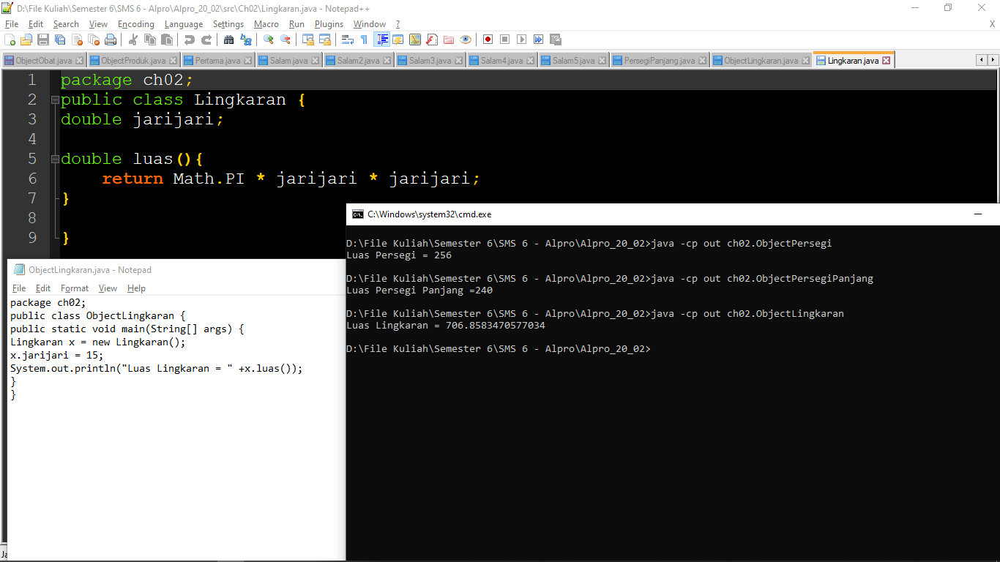 D:\File Kuliah\Semester 6\SMS 6 - Alpro\Alpro_20_02\src\Ch02\Lingkaran.java - Notepad++
File Edit Search View Encoding Language Settings Macro Run Plugins Window ? X
ObjectObat.java ObjectProduk.java Pertama.java Salam.java Salam2.java Salam3.java Salam4.java Salam5.java PersegiPanjang.java ObjectLingkaran.java Lingkaran.java
1 package ch02;
2 public class Lingkaran {
3 double jarijari;
4
5 double luas(){
6 return Math.PI * jarijari * jarijari;
7 }
8
9 }
ObjectLingkaran.java - Notepad
File Edit Format View Help
package ch02;
public class ObjectLingkaran {
public static void main(String[] args) {
Lingkaran x = new Lingkaran();
x.jarijari = 15;
System.out.println("Luas Lingkaran = " +x.luas());
}
}
C:\Windows\system32\cmd.exe
D:\File Kuliah\Semester 6\SMS 6 - Alpro\Alpro_20_02>java -cp out ch02.ObjectPersegi
Luas Persegi = 256
D:\File Kuliah\Semester 6\SMS 6 - Alpro\Alpro_20_02>java -cp out ch02.ObjectPersegiPanjang
Luas Persegi Panjang =240
D:\File Kuliah\Semester 6\SMS 6 - Alpro\Alpro_20_02>java -cp out ch02.ObjectLingkaran
Luas Lingkaran = 706.8583470577034
D:\File Kuliah\Semester 6\SMS 6 - Alpro\Alpro_20_02>